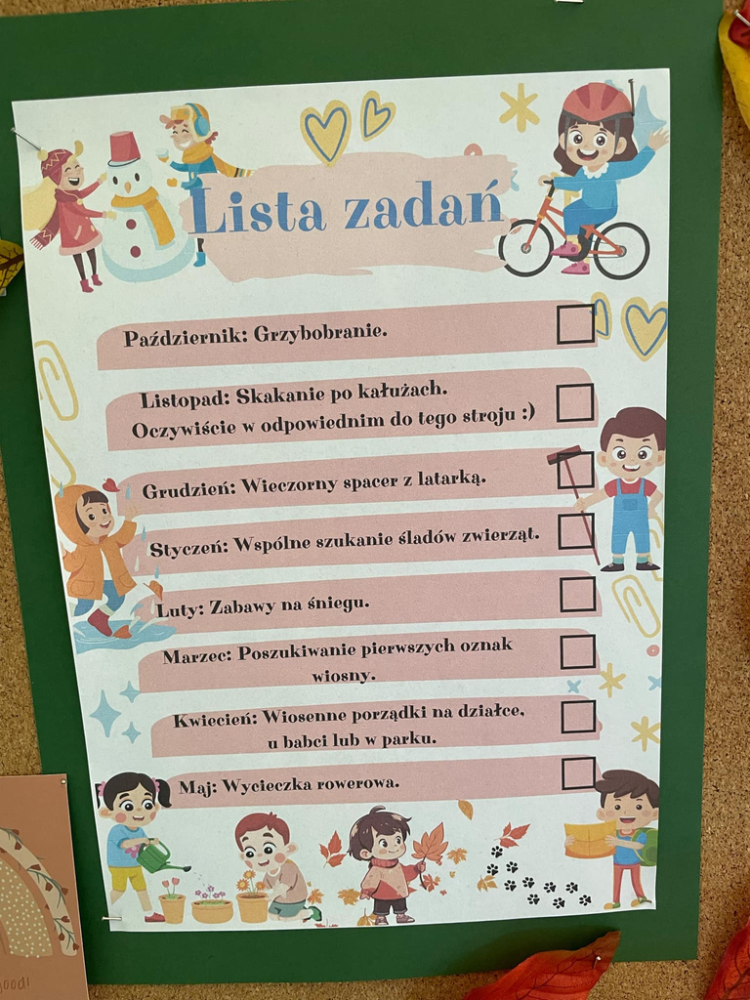 Lista zadań
Październik: Grzybobranie.
Listopad: Skakanie po kałużach.
Oczywiście w odpowiednim do tego stroju :)
Grudzień: Wieczorny spacer z latarką.
Styczeń: Wspólne szukanie śladów zwierząt.
Luty: Zabawy na śniegu.
Marzec: Poszukiwanie pierwszych oznak
wiosny.
Kwiecień: Wiosenne porządki na działce,
u babci lub w parku.
Maj: Wycieczka rowerowa.
good!